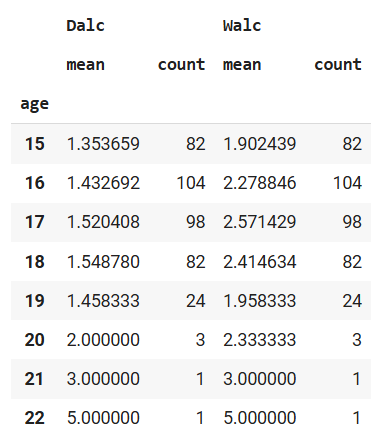 Dalc Walc
mean count mean count
age
15 1.353659 82 1.902439 82
16 1.432692 104 2.278846 104
17 1.520408 98 2.571429 98
18 1.548780 82 2.414634 82
19 1.458333 24 1.958333 24
20 2.000000 3 2.333333 3
21 3.000000 1 3.000000 1
22 5.000000 1 5.000000 1